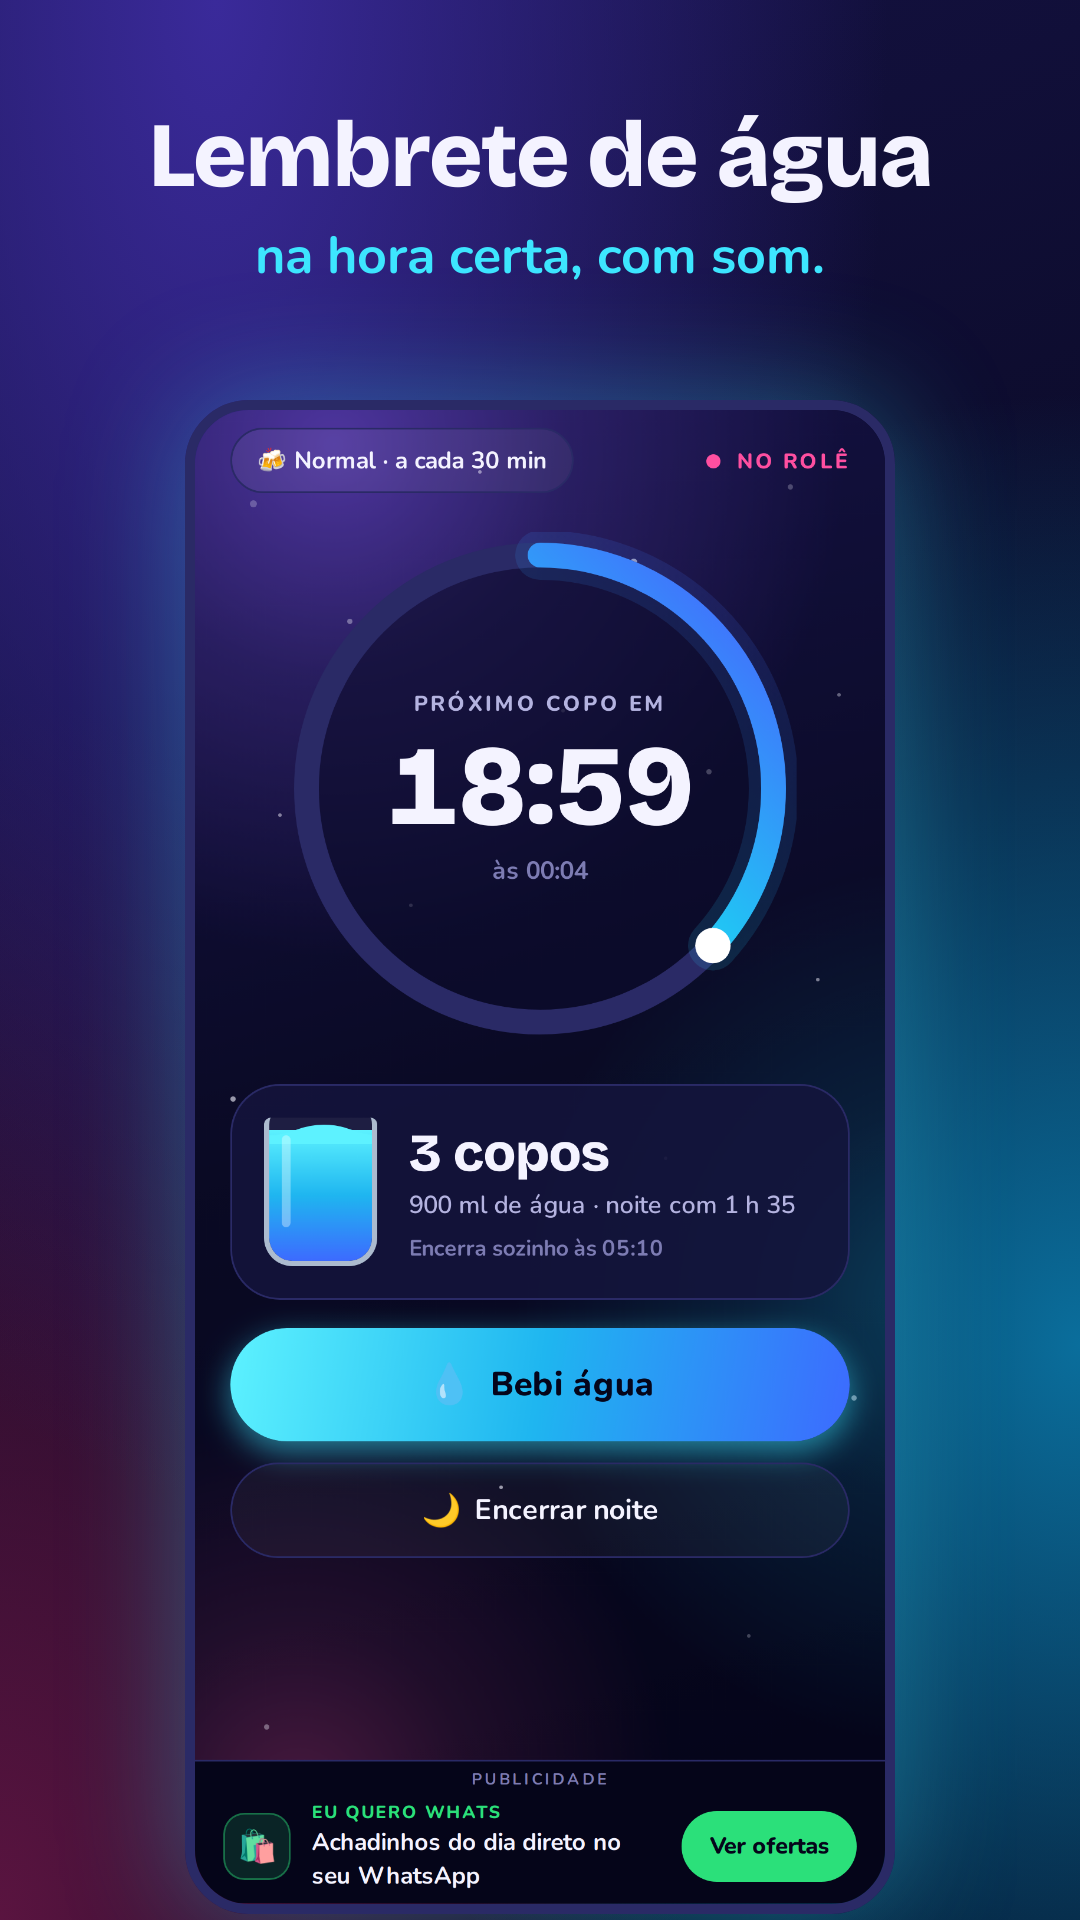 Lembrete de água
na hora certa, com som.
🍻 Normal · a cada 30 min
NO ROLÊ
PRÓXIMO COPO EM
18:59
às 00:04
3 copos
900 ml de água · noite com 1 h 35
Encerra sozinho às 05:10
💧 Bebi água
🌙 Encerrar noite
PUBLICIDADE
EU QUERO WHATS
Achadinhos do dia direto no
seu WhatsApp
Ver ofertas